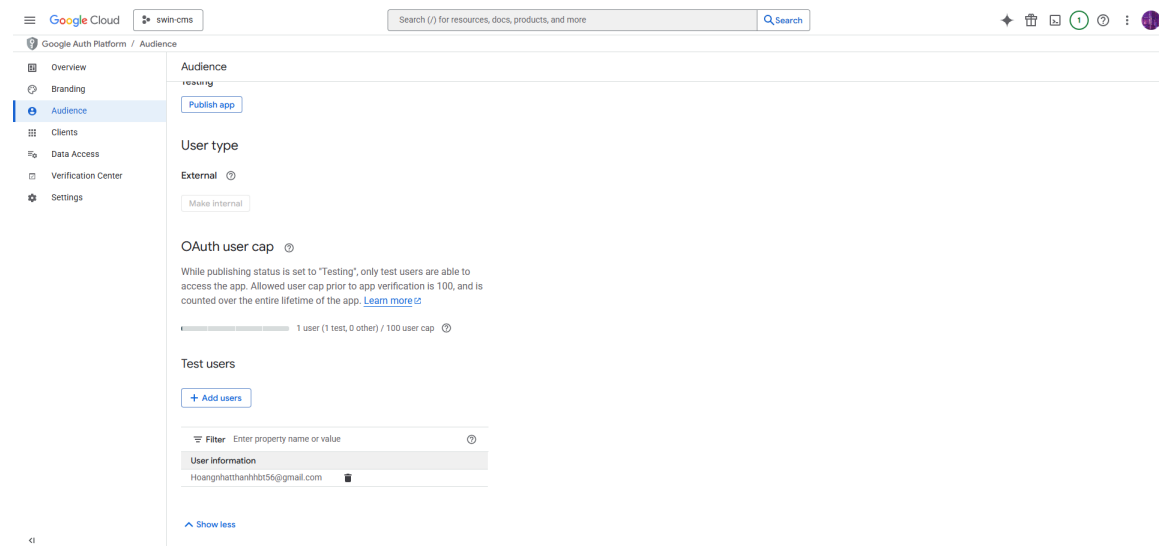 Google Cloud
swin-cms
Search (/) for resources, docs, products, and more
Search
1
Google Auth Platform / Audience
Overview
Branding
Audience
Clients
Data Access
Verification Center
Settings
Audience
Testing
Publish app
User type
External
Make internal
OAuth user cap
While publishing status is set to "Testing", only test users are able to
access the app. Allowed user cap prior to app verification is 100, and is
counted over the entire lifetime of the app. Learn more
1 user (1 test, 0 other) / 100 user cap
Test users
+ Add users
Filter Enter property name or value
User information
Hoangnhatthanhhbt56@gmail.com
Show less